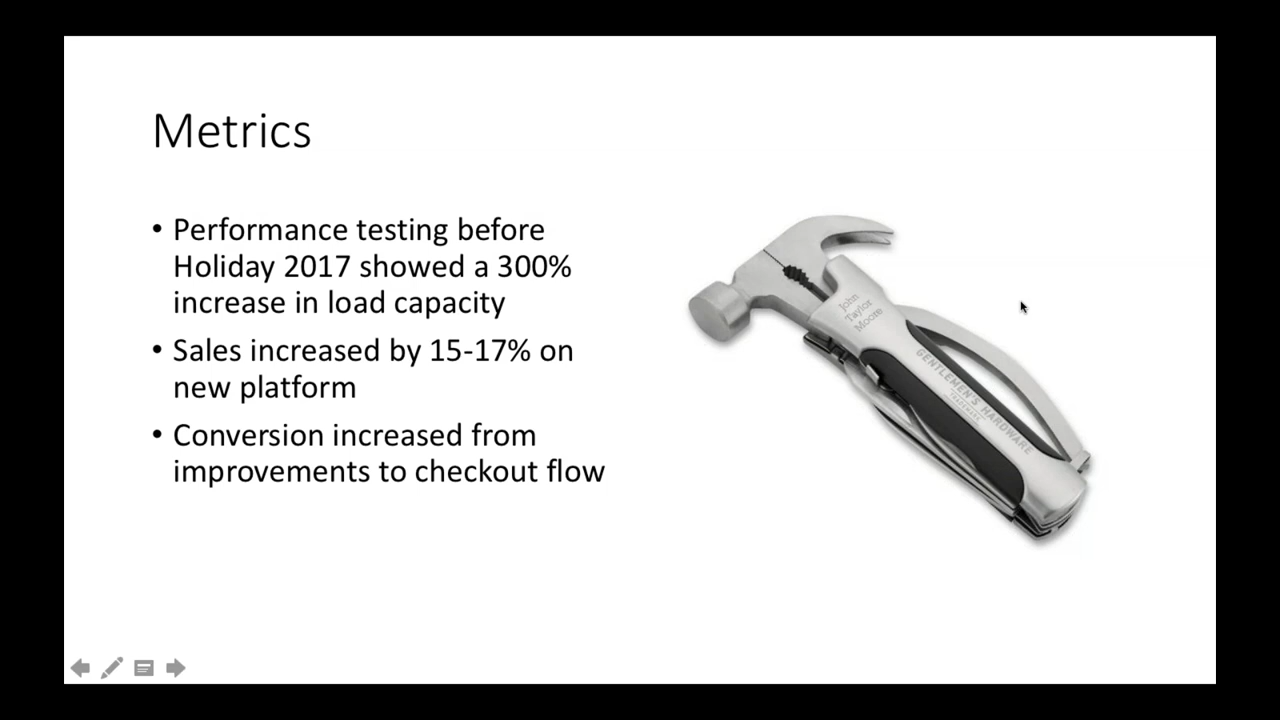 Metrics
• Performance testing before
Holiday 2017 showed a 300%
increase in load capacity
• Sales increased by 15-17% on
new platform
• Conversion increased from
improvements to checkout flow
John
Taylor
Moore
GENTLEMEN'S HARDWARE
TRADEMARK